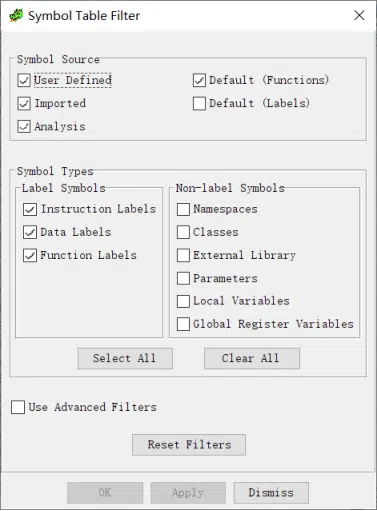 Symbol Table Filter
Symbol Source
User Defined
Default (Functions)
Imported
Default (Labels)
Analysis
Symbol Types
Label Symbols
Non-label Symbols
Instruction Labels
Namespaces
Data Labels
Classes
Function Labels
External Library
Parameters
Local Variables
Global Register Variables
Select All
Clear All
Use Advanced Filters
Reset Filters
OK
Apply
Dismiss